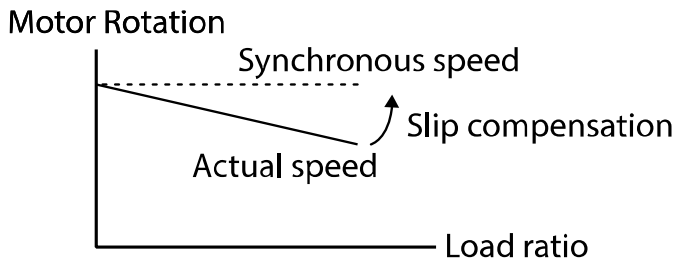 Motor Rotation
Synchronous speed
Slip compensation
Actual speed
Load ratio